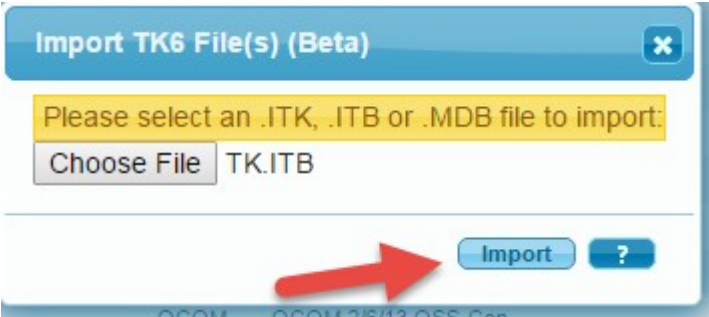 Import TK6 File(s) (Beta)
Please select an .ITK, .ITB or .MDB file to import:
Choose File TK.ITB
Import ?